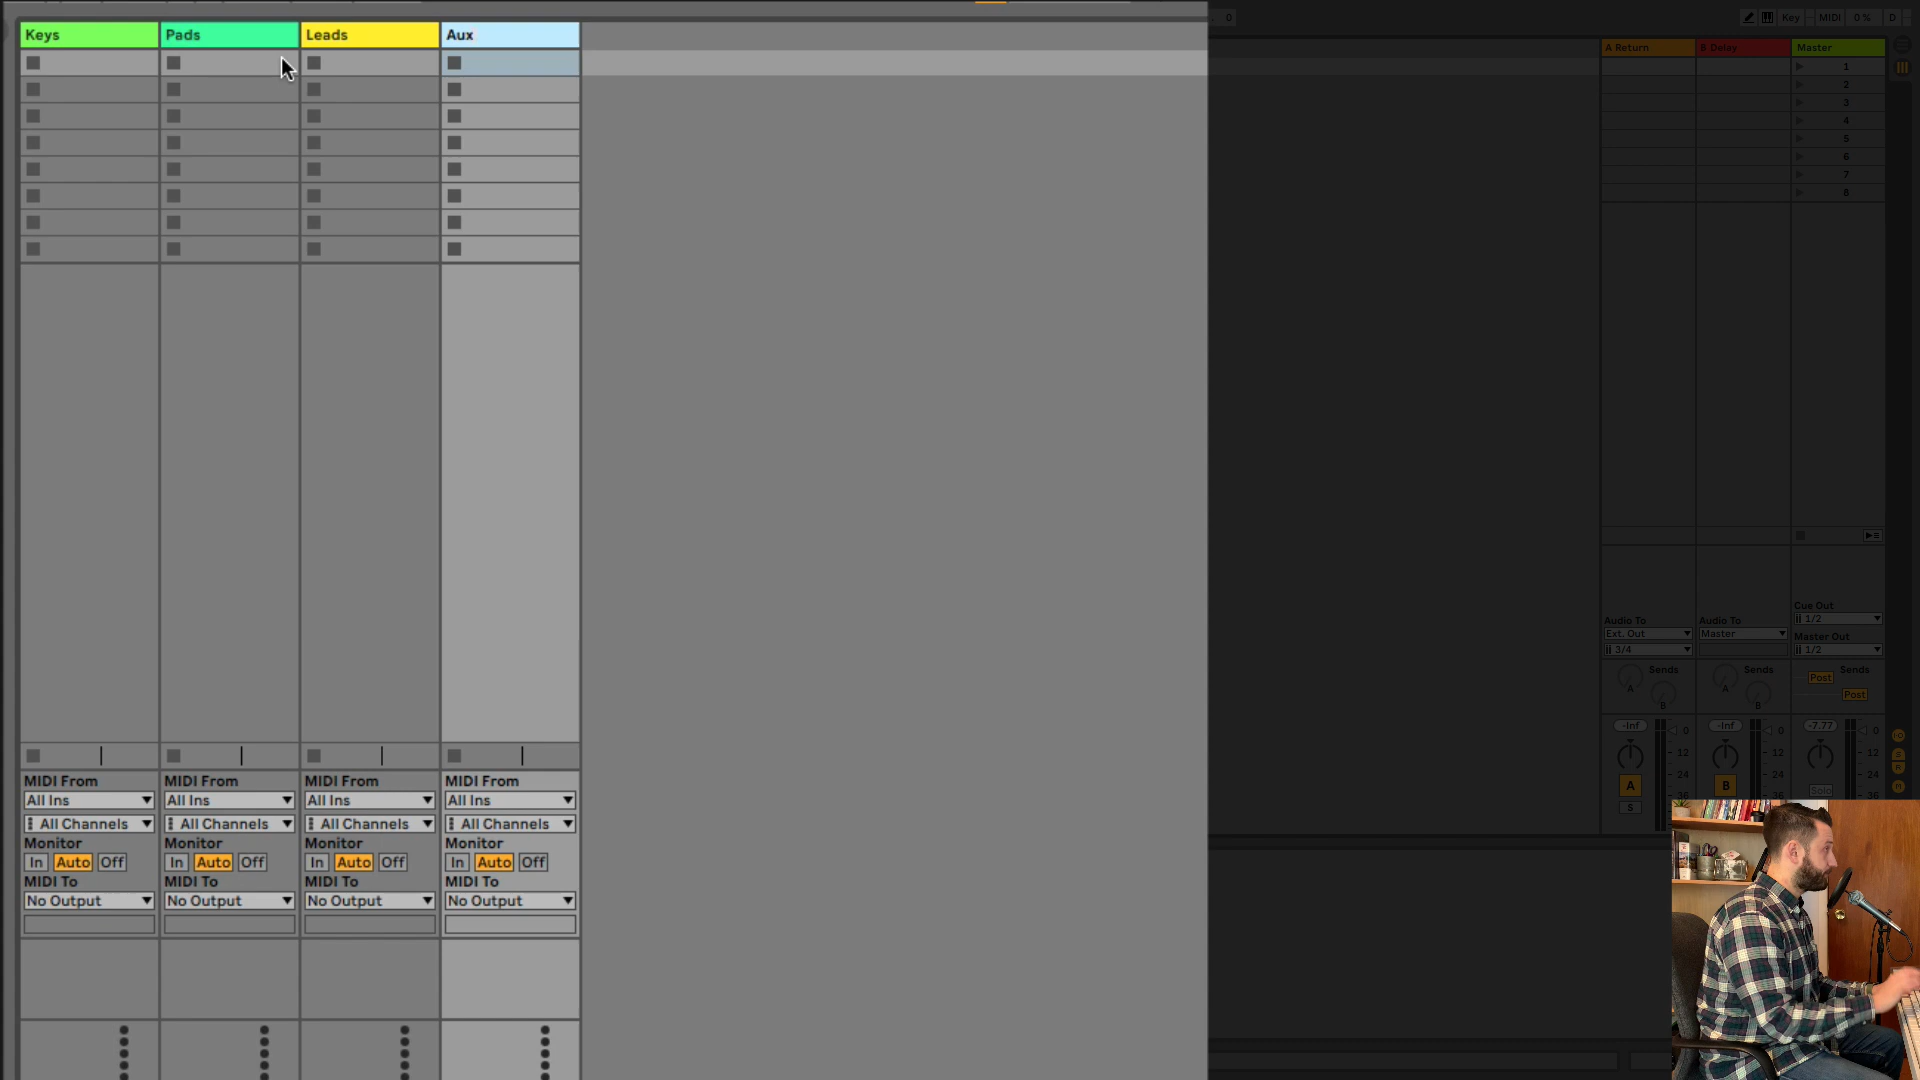 Keys
Pads
Leads
Aux
MIDI From
MIDI From
MIDI From
MIDI From
All Ins
All Ins
All Ins
All Ins
All Channels
All Channels
All Channels
All Channels
Monitor
Monitor
Monitor
Monitor
In Auto Off
In Auto Off
In Auto Off
In Auto Off
MIDI To
MIDI To
MIDI To
MIDI To
No Output
No Output
No Output
No Output
0
Key MIDI 0 % D
A Return
B Delay
Master
1
2
3
4
5
6
7
8
Audio To
Ext. Out
3/4
Audio To
Master
Cue Out
1/2
Master Out
1/2
Sends
A
B
Sends
A
B
Sends
Post
Post
-Inf
0
12
24
36
A
S
-Inf
0
12
24
36
B
-7.77
0
12
24
36
Solo